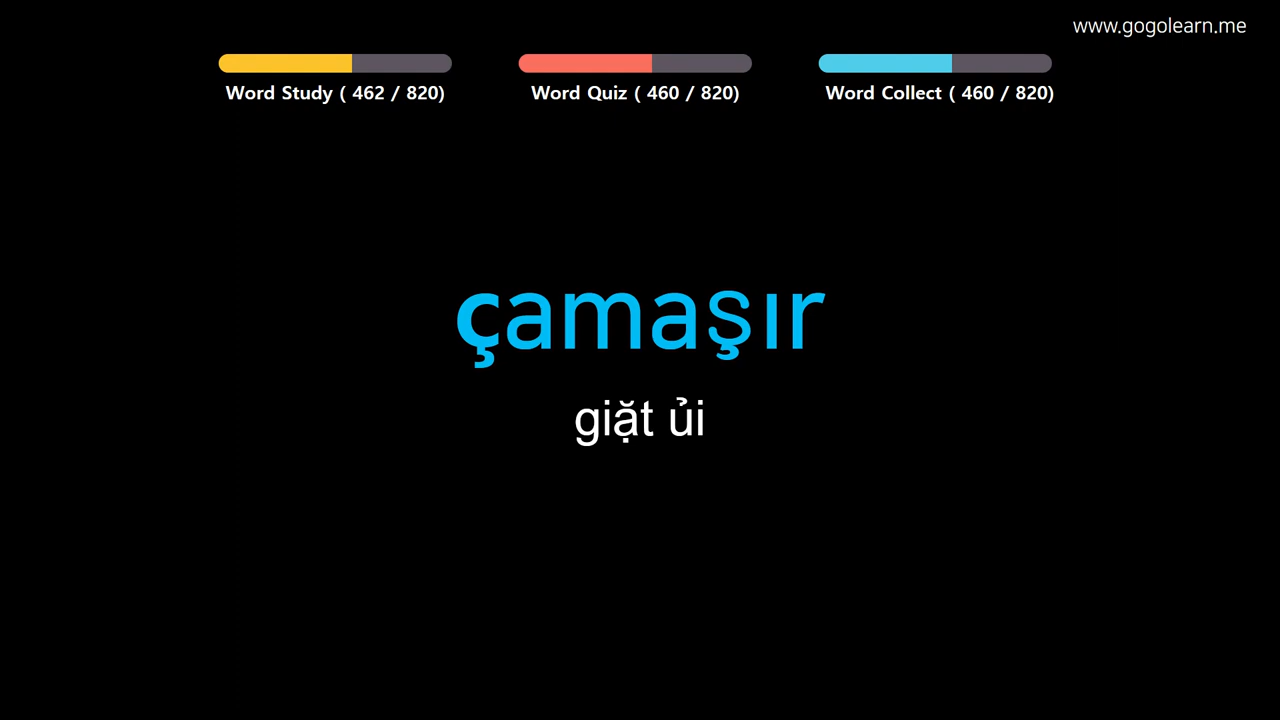 www.gogolearn.me
Word Study ( 462 / 820)
Word Quiz ( 460 / 820)
Word Collect ( 460 / 820)
çamaşır
giặt ủi